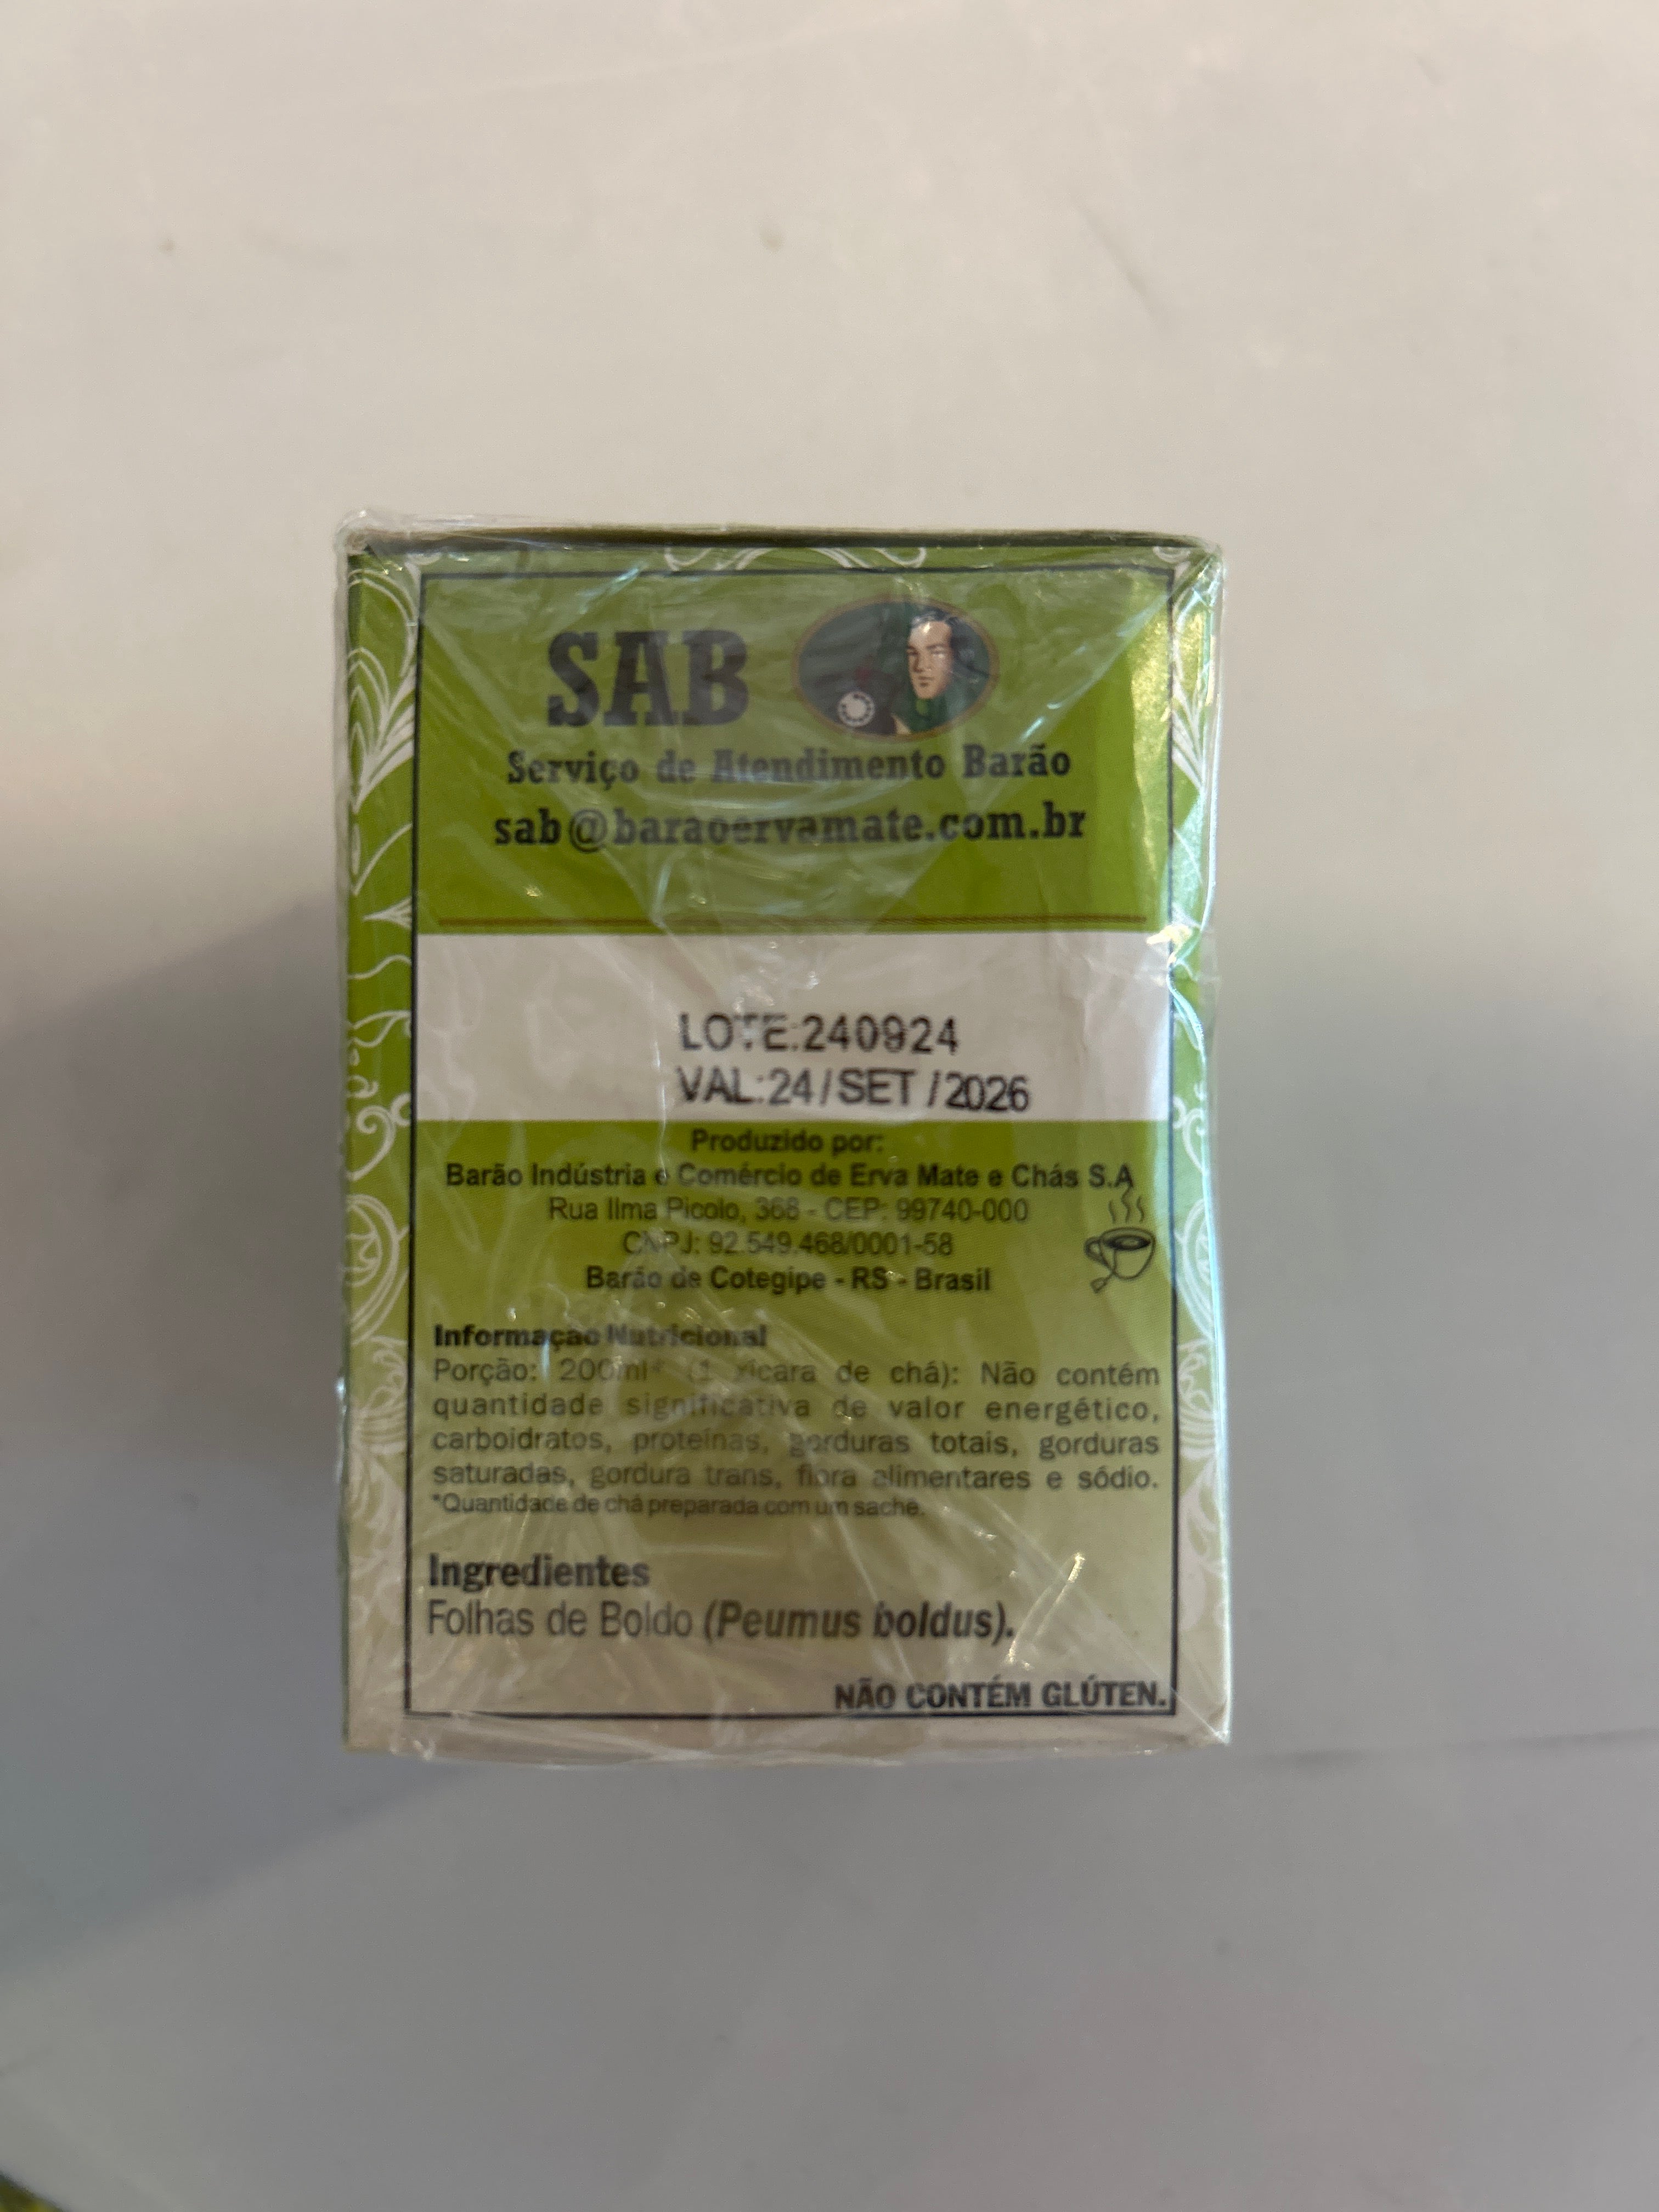 SAB
Serviço de Atendimento Barão
sab@baraoervamate.com.br
LOTE:240924
VAL:24/SET/2026
Produzido por:
Barão Indústria e Comércio de Erva Mate e Chás S.A
Rua Ilma Picolo, 368 - CEP: 99740-000
CNPJ: 92.549.468/0001-58
Barão de Cotegipe - RS - Brasil
Informação Nutricional
Porção: 200ml* (1 xícara de chá): Não contém
quantidade significativa de valor energético,
carboidratos, proteínas, gorduras totais, gorduras
saturadas, gordura trans, fibra alimentares e sódio.
*Quantidade de chá preparada com um sache.
Ingredientes
Folhas de Boldo (Peumus boldus).
NÃO CONTÉM GLÚTEN.